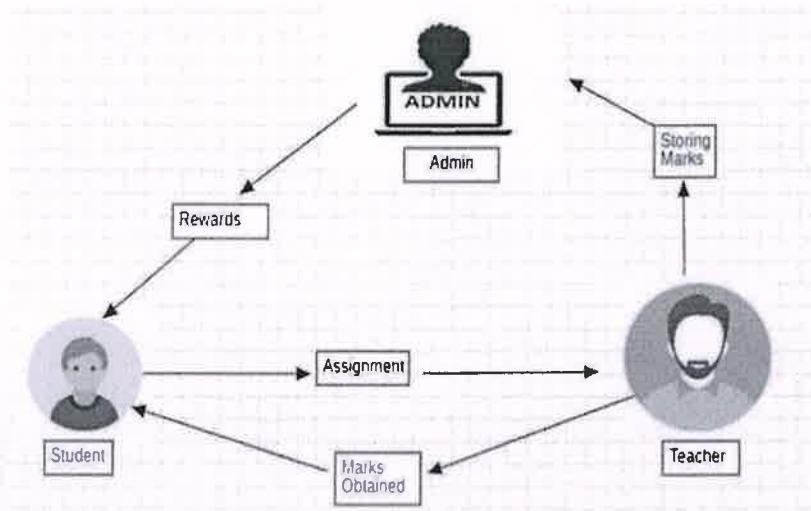 ADMIN
Admin
Storing
Marks
Rewards
Assignment
Student
Marks
Obtained
Teacher